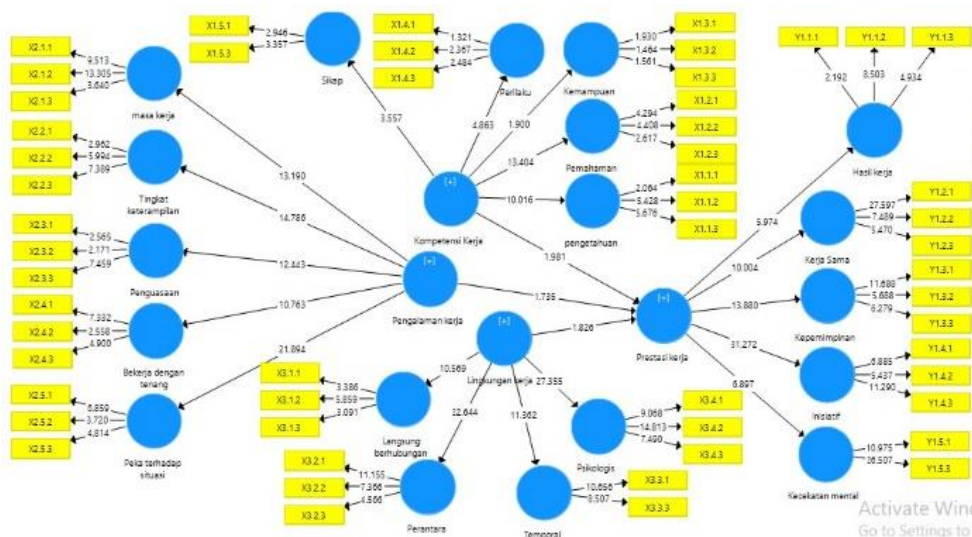 X1.5.1
2.946
X1.5.3
3.357
Sikap
X1.4.1
1.321
X1.4.2
2.367
X1.4.3
2.484
Perilaku
X1.3.1
1.930
X1.3.2
1.464
X1.3.3
1.561
Kemampuan
X1.2.1
4.294
X1.2.2
4.408
X1.2.3
2.617
Pemahaman
X1.1.1
2.064
X1.1.2
5.428
X1.1.3
5.676
pengetahuan
Y1.1.1
Y1.1.2
Y1.1.3
2.192
8.503
4.934
Hasil kerja
X2.1.1
9.513
X2.1.2
13.305
X2.1.3
3.640
masa kerja
X2.2.1
2.962
X2.2.2
5.994
X2.2.3
7.389
Tingkat
keterampilan
X2.3.1
2.565
X2.3.2
2.171
X2.3.3
7.459
Penguasaan
X2.4.1
7.332
X2.4.2
2.558
X2.4.3
4.900
Bekerja dengan
tenang
X2.5.1
6.859
X2.5.2
3.720
X2.5.3
4.814
Peka terhadap
situasi
3.557
4.863
1.900
13.404
10.016
[+]
Kompetensi Kerja
1.981
13.190
14.786
12.443
10.763
21.894
[+]
Pengalaman kerja
1.735
[+]
Lingkungan kerja
1.826
10.569
22.644
11.362
27.355
[+]
Prestasi kerja
5.974
10.004
13.880
31.272
6.897
Y1.2.1
27.597
Y1.2.2
7.489
Y1.2.3
5.470
Kerja Sama
Y1.3.1
11.688
Y1.3.2
5.688
Y1.3.3
6.279
Kepemimpinan
Y1.4.1
6.885
Y1.4.2
5.437
Y1.4.3
11.290
Inisiatif
Y1.5.1
10.975
Y1.5.3
26.507
Kecekatan mental
X3.1.1
3.386
X3.1.2
5.859
X3.1.3
3.091
Langsung
berhubungan
X3.2.1
11.155
X3.2.2
7.366
X3.2.3
4.566
Perantara
X3.3.1
10.656
X3.3.3
8.507
Temporal
X3.4.1
9.068
X3.4.2
14.813
X3.4.3
7.490
Psikologis
Activate Wind
Go to Settings to